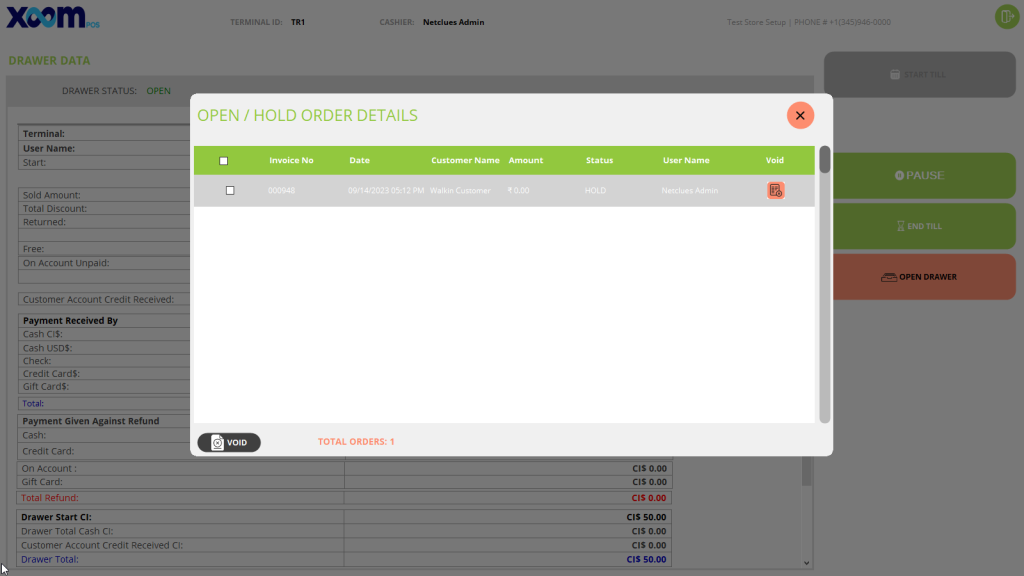 XOOM POS
TERMINAL ID: TR1
CASHIER: Netclues Admin
Test Store Setup | PHONE # +1(345)946-0000
DRAWER DATA
DRAWER STATUS: OPEN
START TILL
OPEN / HOLD ORDER DETAILS
Invoice No Date Customer Name Amount Status User Name Void
000948 09/14/2023 05:12 PM Walkin Customer ₹ 0.00 HOLD Netclues Admin
VOID
TOTAL ORDERS: 1
PAUSE
END TILL
OPEN DRAWER
Terminal:
User Name:
Start:
Sold Amount:
Total Discount:
Returned:
Free:
On Account Unpaid:
Customer Account Credit Received:
Payment Received By
Cash CI$:
Cash USD$:
Check:
Credit Card$:
Gift Card$:
Total:
Payment Given Against Refund
Cash:
Credit Card:
On Account : CI$ 0.00
Gift Card: CI$ 0.00
Total Refund: CI$ 0.00
Drawer Start CI: CI$ 50.00
Drawer Total Cash CI: CI$ 0.00
Customer Account Credit Received CI: CI$ 0.00
Drawer Total: CI$ 50.00